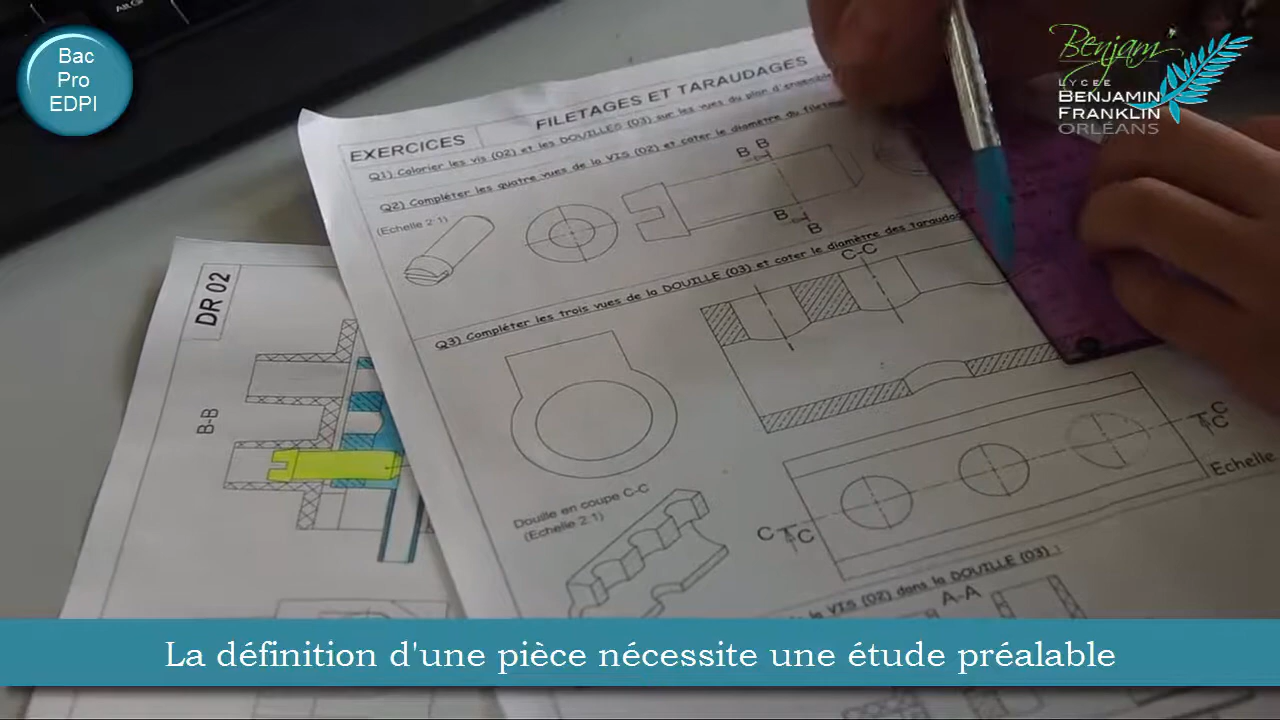 Alt Gr
Bac
Pro
EDPI
Benjam
LYCEE
BENJAMIN
FRANKLIN
ORLÉANS
EXERCICES
FILETAGES ET TARAUDAGES
Q1) Colorier les vis (02) et les DOUILLES (03) sur les vues du plan d'ensemble
Q2) Compléter les quatre vues de la VIS (02) et coter le diamètre du
(Echelle 2:1)
B B
B
B
Q3) Compléter les trois vues de la DOUILLE (03) et coter le diamètre des taraudages
C-C
DR 02
B-B
Douille en coupe C-C
(Echelle 2:1)
C
C
C C
Echelle
la VIS (02) dans la DOUILLE (03) :
A-A
La définition d'une pièce nécessite une étude préalable